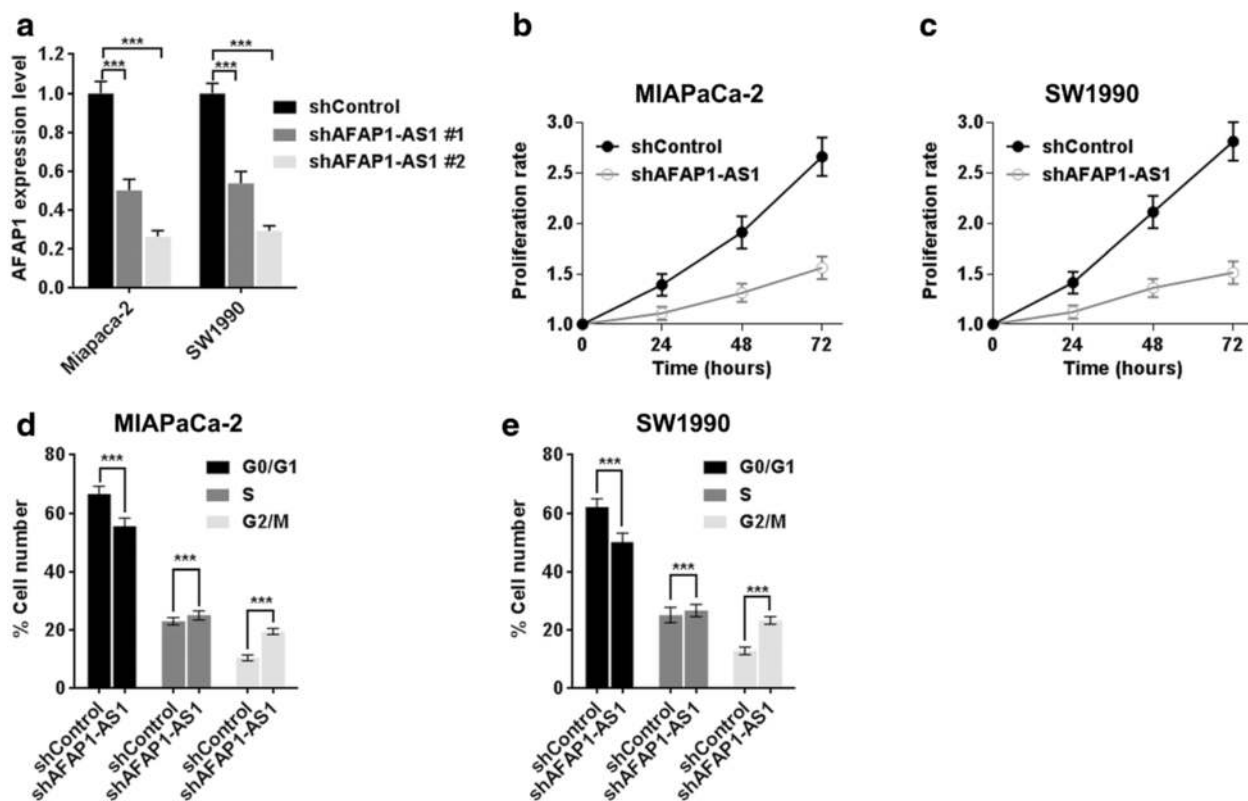 a
AFAP1 expression level
1.2
1.0
0.8
0.6
0.4
0.2
0
***
***
***
***
Miapaca-2
SW1990
shControl
shAFAP1-AS1 #1
shAFAP1-AS1 #2
b
MIAPaCa-2
Proliferation rate
3.0
2.5
2.0
1.5
1.0
shControl
shAFAP1-AS1
0 24 48 72
Time (hours)
c
SW1990
Proliferation rate
3.0
2.5
2.0
1.5
1.0
shControl
shAFAP1-AS1
0 24 48 72
Time (hours)
d
MIAPaCa-2
% Cell number
80
60
40
20
0
***
***
***
G0/G1
S
G2/M
shControl
shAFAP1-AS1
shControl
shAFAP1-AS1
shControl
shAFAP1-AS1
e
SW1990
% Cell number
80
60
40
20
0
***
***
***
G0/G1
S
G2/M
shControl
shAFAP1-AS1
shControl
shAFAP1-AS1
shControl
shAFAP1-AS1